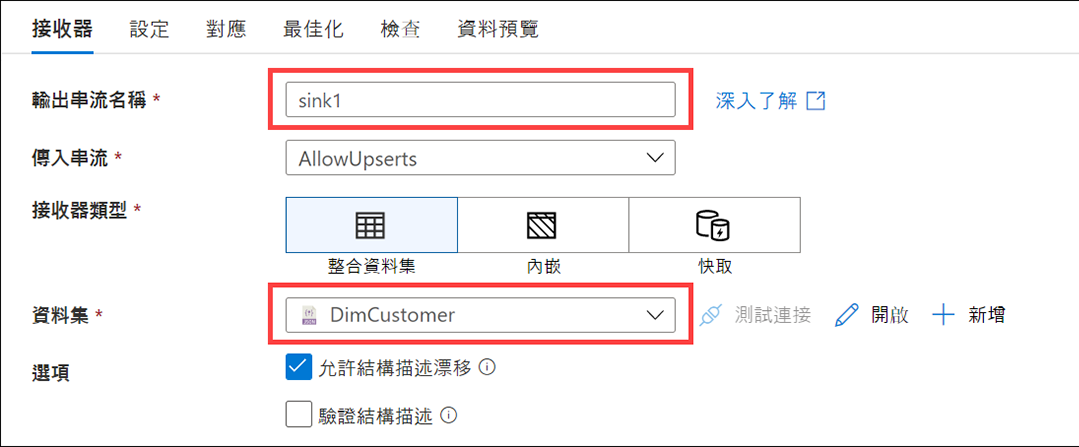 接收器 設定 對應 最佳化 檢查 資料預覽
輸出串流名稱 * sink1 深入了解
傳入串流 * AllowUpserts
接收器類型 *
整合資料集 內嵌 快取
資料集 * DimCustomer 測試連接 開啟 新增
選項 允許結構描述漂移
驗證結構描述